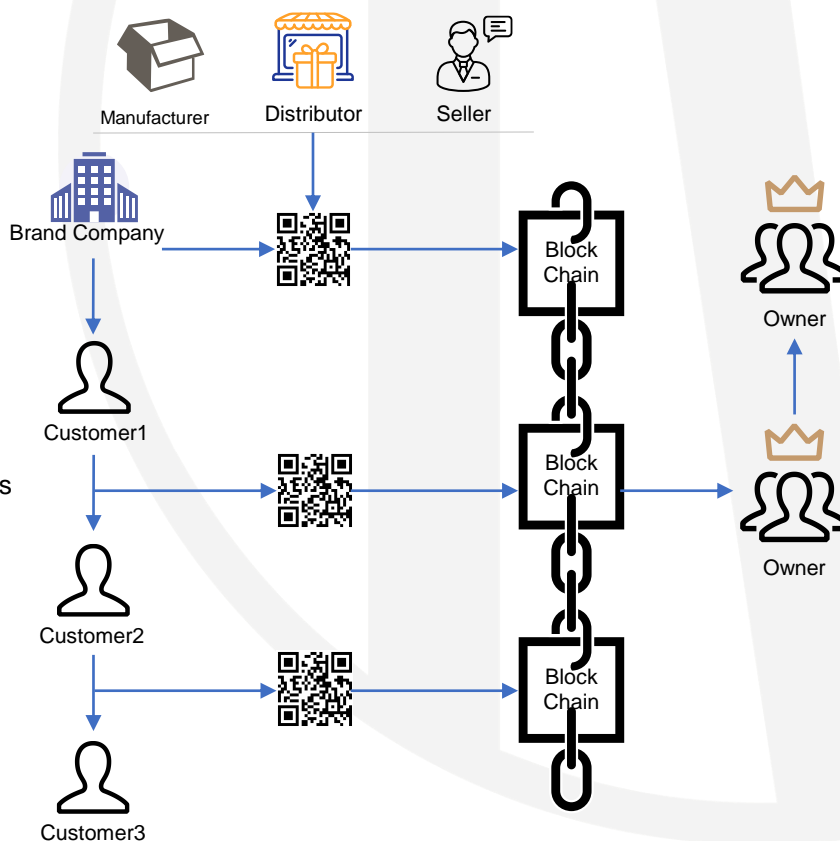 Manufacturer
Distributor
Seller
Brand Company
Block
Chain
Owner
Customer1
s
Block
Chain
Owner
Customer2
Block
Chain
Customer3